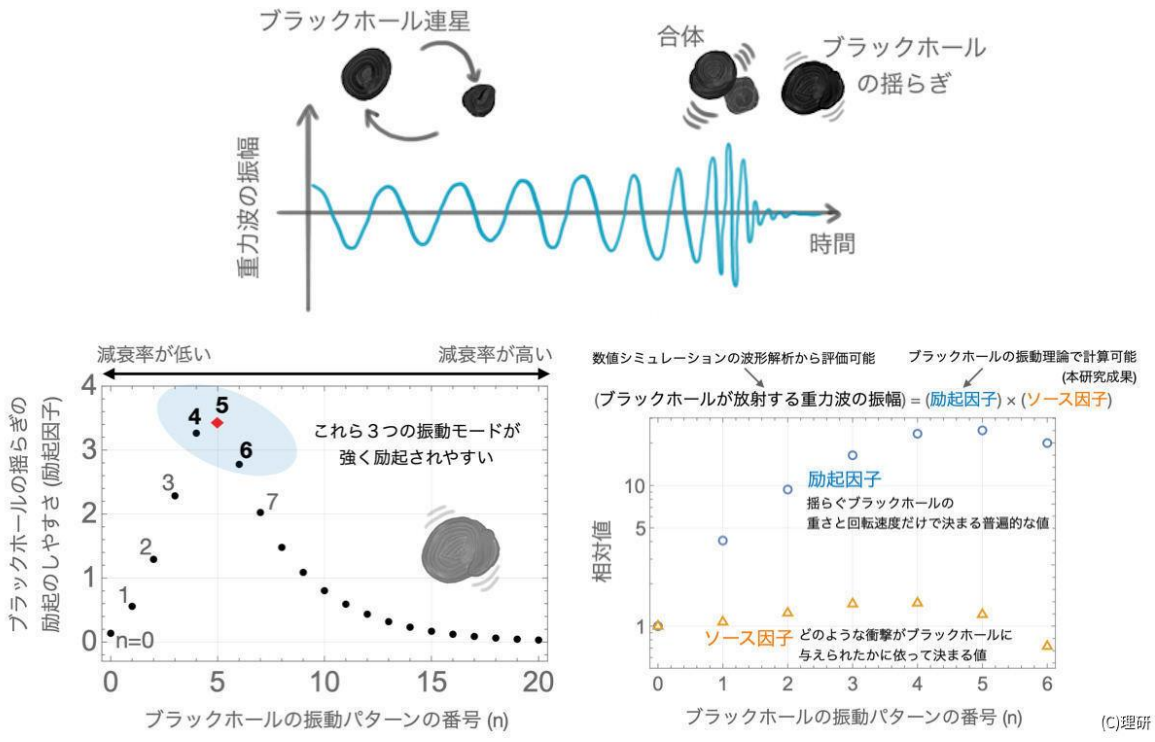 ブラックホール連星
合体
ブラックホール
の揺らぎ
重力波の振幅
時間
減衰率が低い
減衰率が高い
ブラックホールの揺らぎの
励起のしやすさ (励起因子)
4
3
2
1
0
4
5
6
3
2
1
n=0
7
これら３つの振動モードが
強く励起されやすい
0
5
10
15
20
ブラックホールの振動パターンの番号 (n)
数値シミュレーションの波形解析から評価可能
ブラックホールの振動理論で計算可能
(本研究成果)
(ブラックホールが放射する重力波の振幅) = (励起因子) × (ソース因子)
相対値
10
5
1
励起因子
揺らぐブラックホールの
重さと回転速度だけで決まる普遍的な値
ソース因子
どのような衝撃がブラックホールに
与えられたかに依って決まる値
0
1
2
3
4
5
6
ブラックホールの振動パターンの番号 (n)
(C)理研